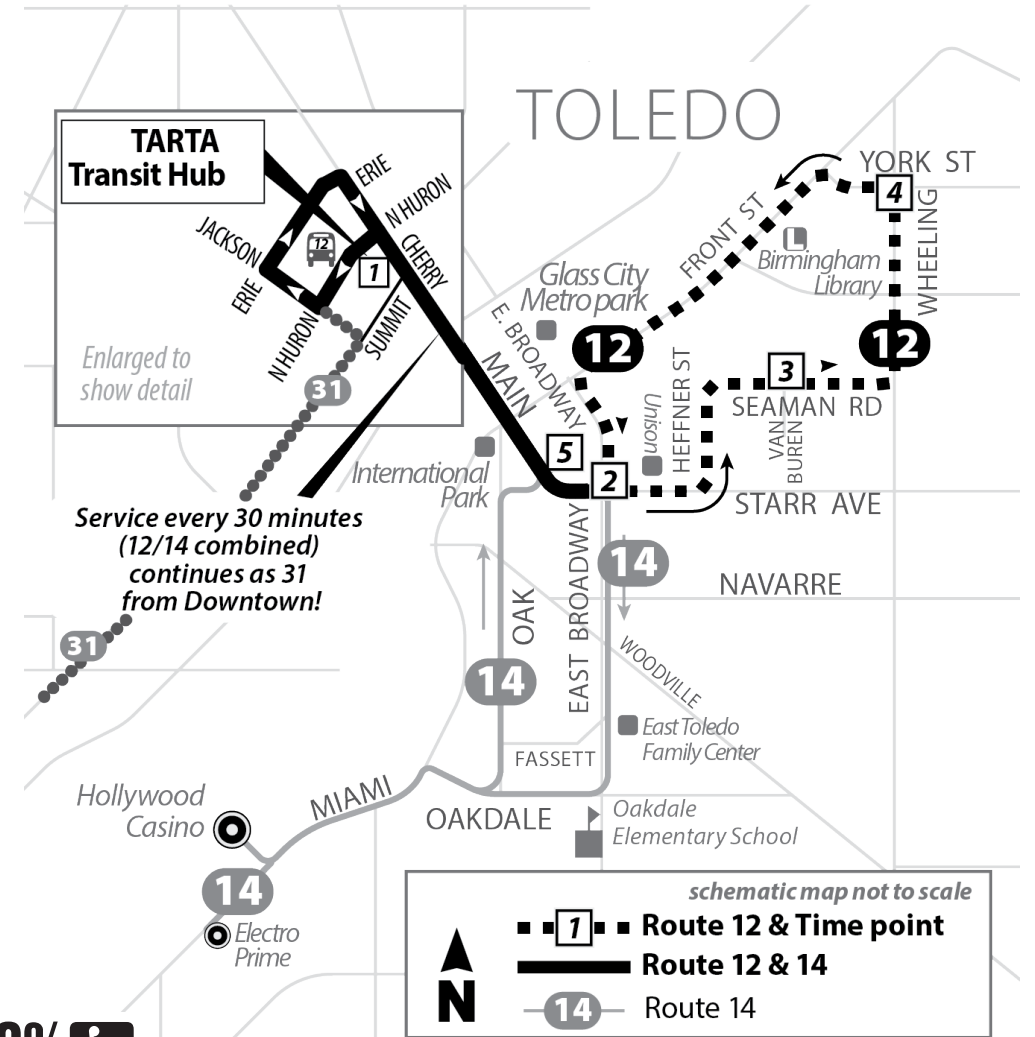 TOLEDO
TARTA
Transit Hub
ERIE
N HURON
JACKSON
12
1
CHERRY
ERIE
N HURON
SUMMIT
Enlarged to
show detail
31
YORK ST
4
WHEELING
FRONT ST
L
Birmingham
Library
Glass City
Metropark
E. BROADWAY
12
12
MAIN
HEFFNER ST
3
SEAMAN RD
VAN
BUREN
Unison
5
2
International
Park
STARR AVE
Service every 30 minutes
(12/14 combined)
continues as 31
from Downtown!
14
NAVARRE
OAK
EAST BROADWAY
31
WOODVILLE
14
East Toledo
Family Center
FASSETT
Hollywood
Casino
MIAMI
OAKDALE
Oakdale
Elementary School
14
Electro
Prime
schematic map not to scale
1 Route 12 & Time point
Route 12 & 14
N
14 Route 14